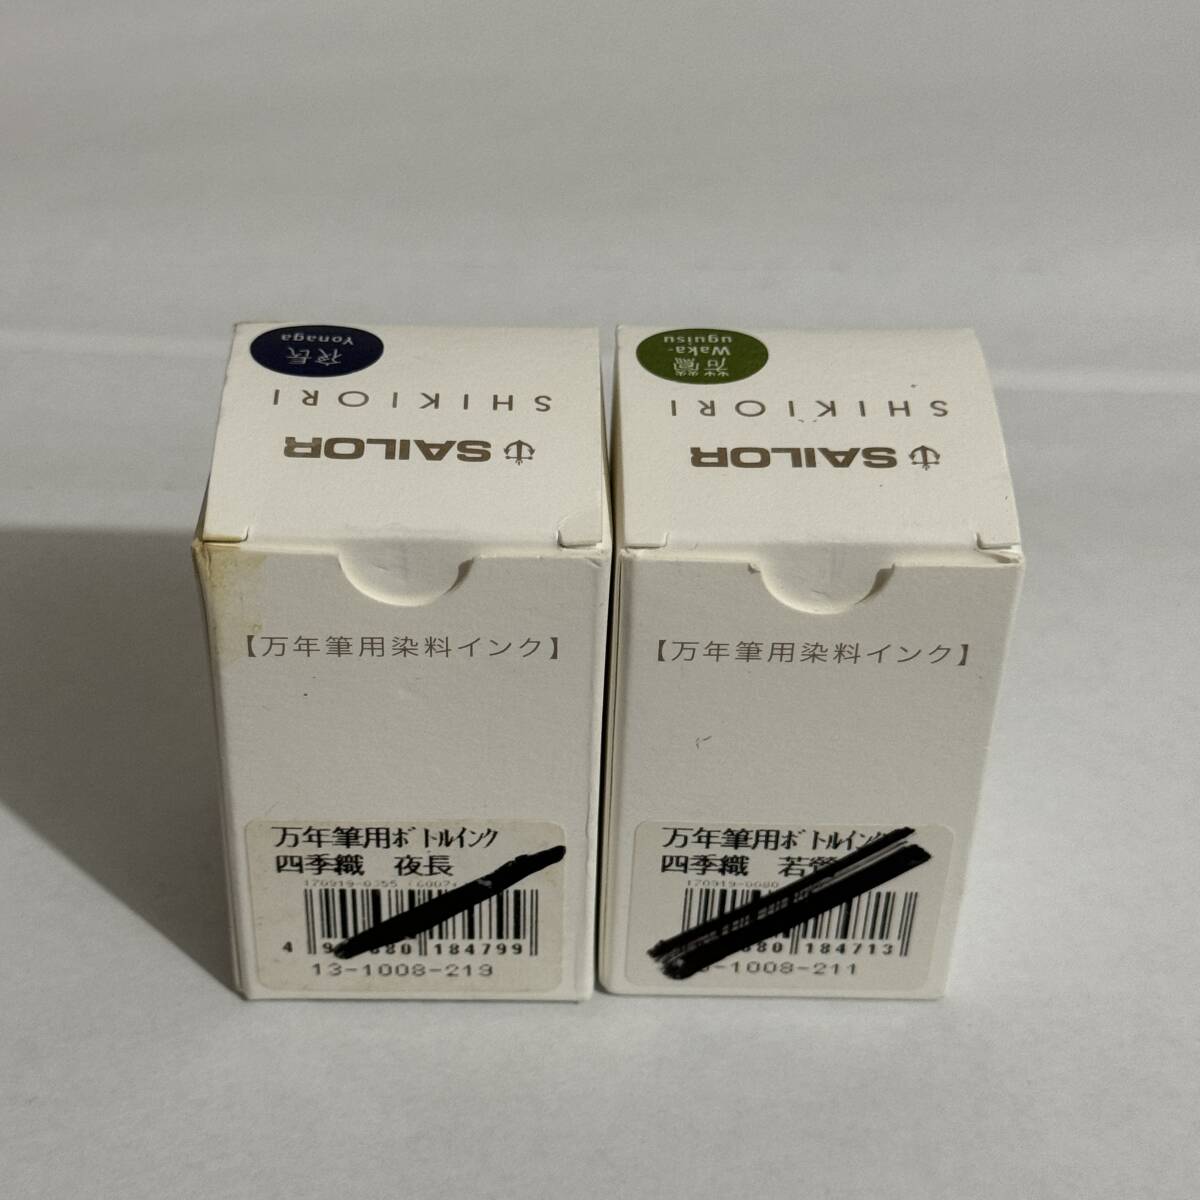 夜長
Yonaga
SHIKIORI
SAILOR
【万年筆用染料インク】
万年筆用ボトルインク
四季織 夜長
184799
13-1008-219
若鶯
Waka-
uguisu
SHIKIORI
SAILOR
【万年筆用染料インク】
万年筆用ボトルインク
四季織 若鶯
184713
-1008-211